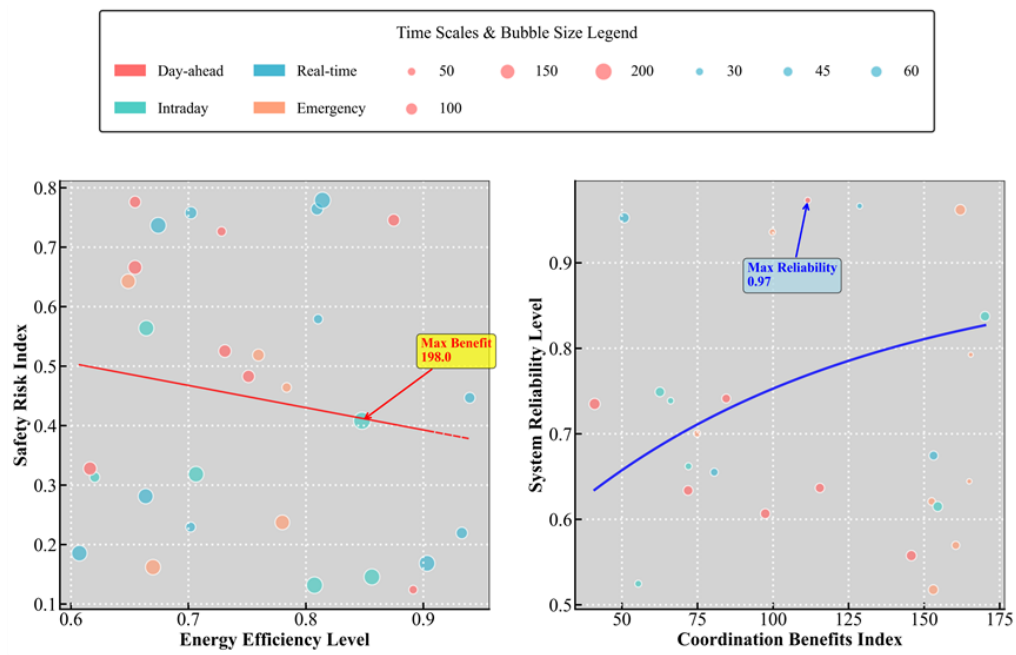 Time Scales & Bubble Size Legend
Day-ahead Real-time 50 150 200 30 45 60
Intraday Emergency 100
0.8
0.7
0.6
0.5
0.4
0.3
0.2
0.1
Safety Risk Index
Max Benefit
198.0
0.6 0.7 0.8 0.9
Energy Efficiency Level
0.9
0.8
0.7
0.6
0.5
System Reliability Level
Max Reliability
0.97
50 75 100 125 150 175
Coordination Benefits Index